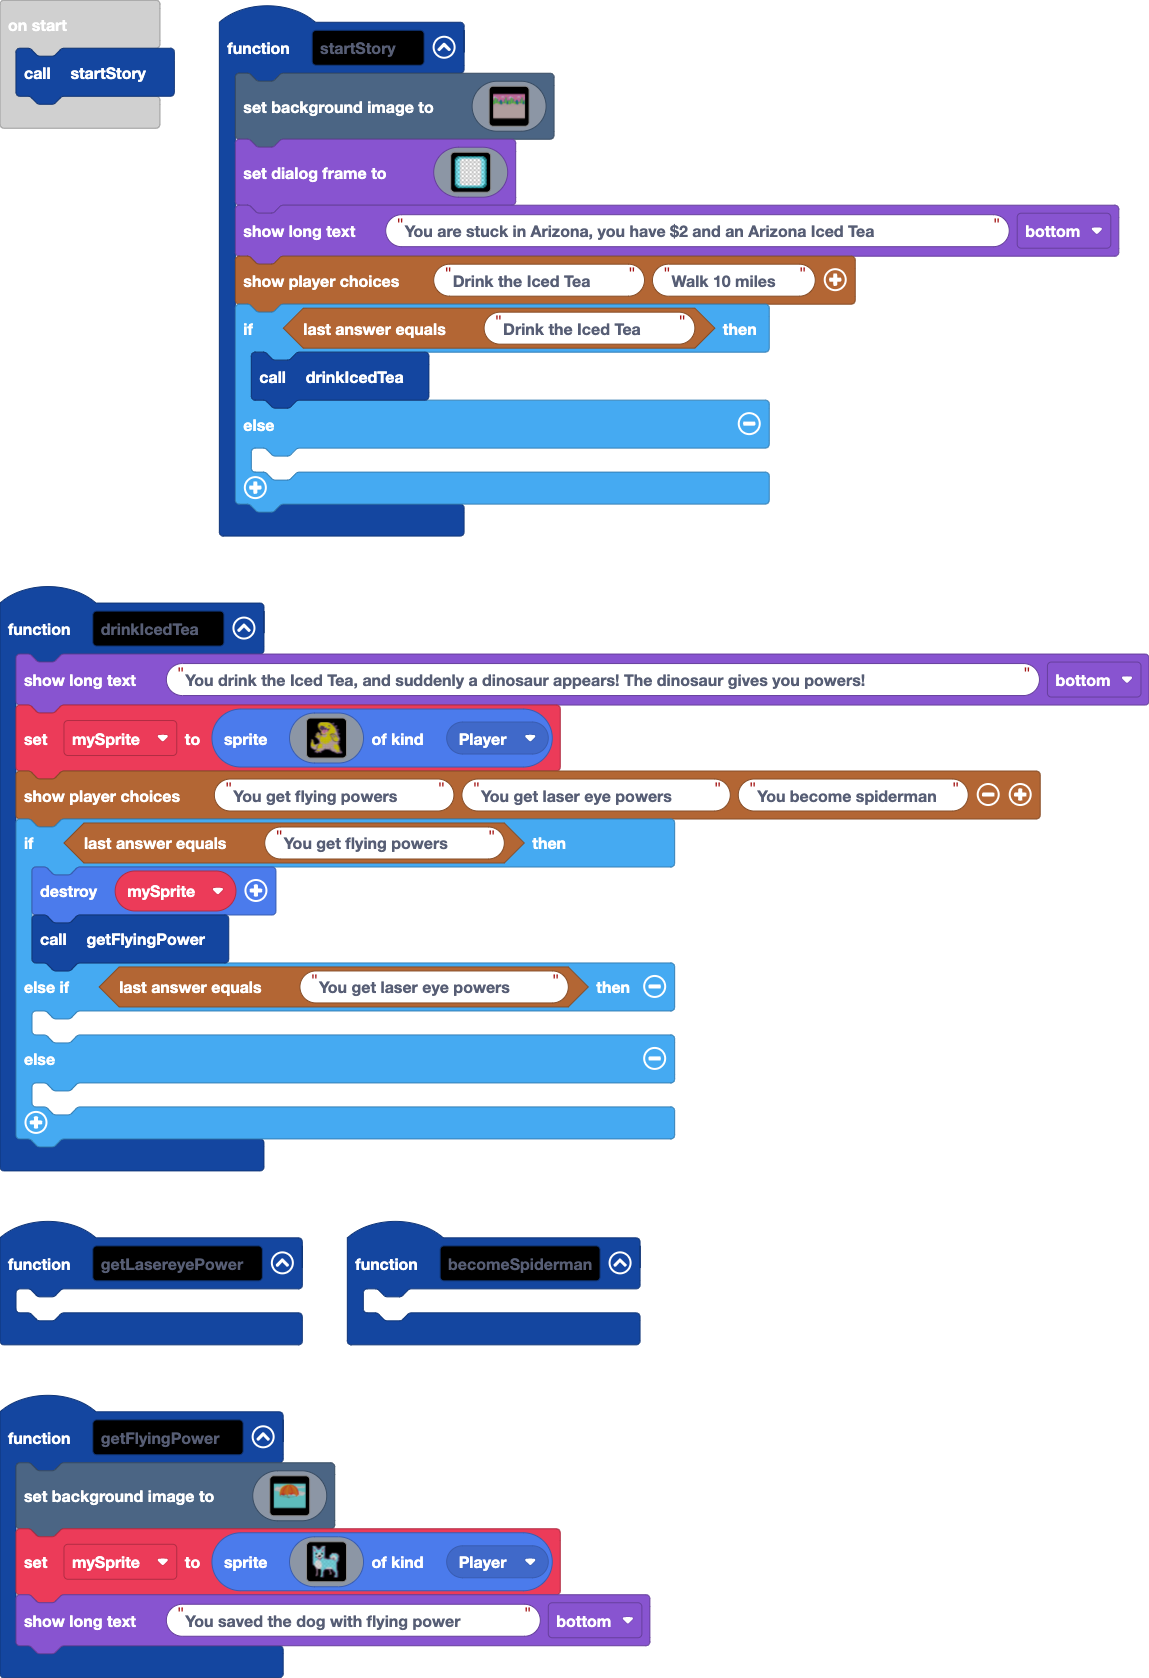 on start
call startStory
function startStory
set background image to
set dialog frame to
show long text "You are stuck in Arizona, you have $2 and an Arizona Iced Tea" bottom
show player choices "Drink the Iced Tea" "Walk 10 miles"
if last answer equals "Drink the Iced Tea" then
call drinkIcedTea
else
function drinkIcedTea
show long text "You drink the Iced Tea, and suddenly a dinosaur appears! The dinosaur gives you powers!" bottom
set mySprite to sprite of kind Player
show player choices "You get flying powers" "You get laser eye powers" "You become spiderman"
if last answer equals "You get flying powers" then
destroy mySprite
call getFlyingPower
else if last answer equals "You get laser eye powers" then
else
function getLasereyePower
function becomeSpiderman
function getFlyingPower
set background image to
set mySprite to sprite of kind Player
show long text "You saved the dog with flying power" bottom